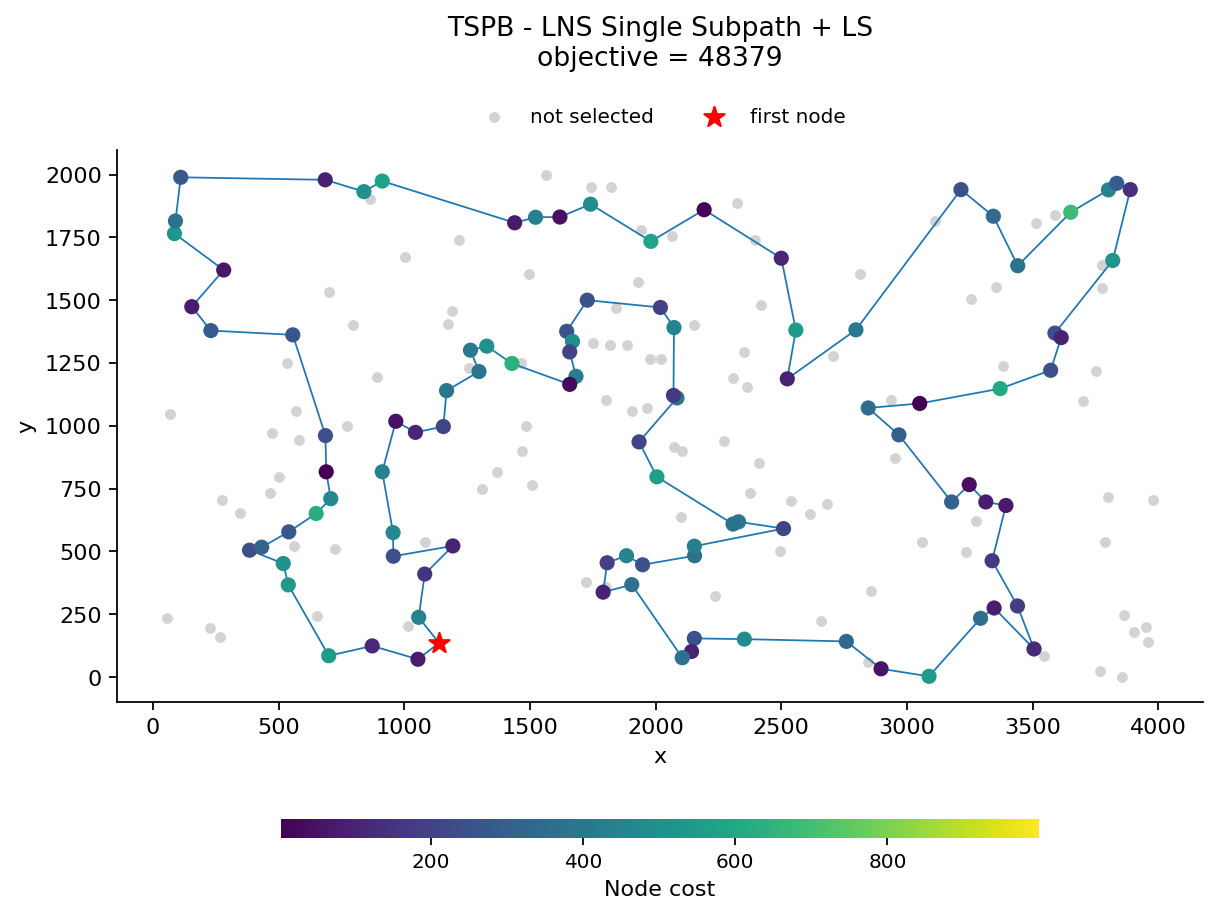 TSPB - LNS Single Subpath + LS
objective = 48379
not selected first node
2000
1750
1500
1250
1000
750
500
250
0
y
0 500 1000 1500 2000 2500 3000 3500 4000
x
200 400 600 800
Node cost